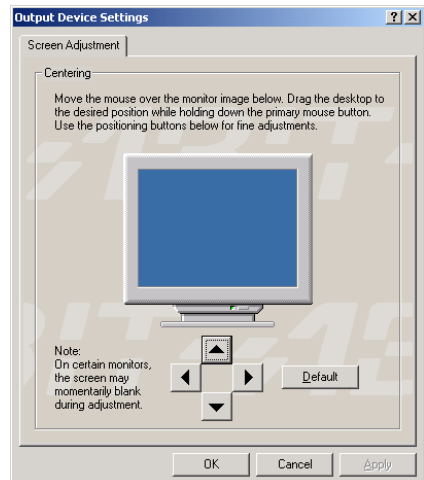 Output Device Settings
Screen Adjustment
Centering
Move the mouse over the monitor image below. Drag the desktop to
the desired position while holding down the primary mouse button.
Use the positioning buttons below for fine adjustments.
Note:
On certain monitors,
the screen may
momentarily blank
during adjustment.
Default
OK
Cancel
Apply